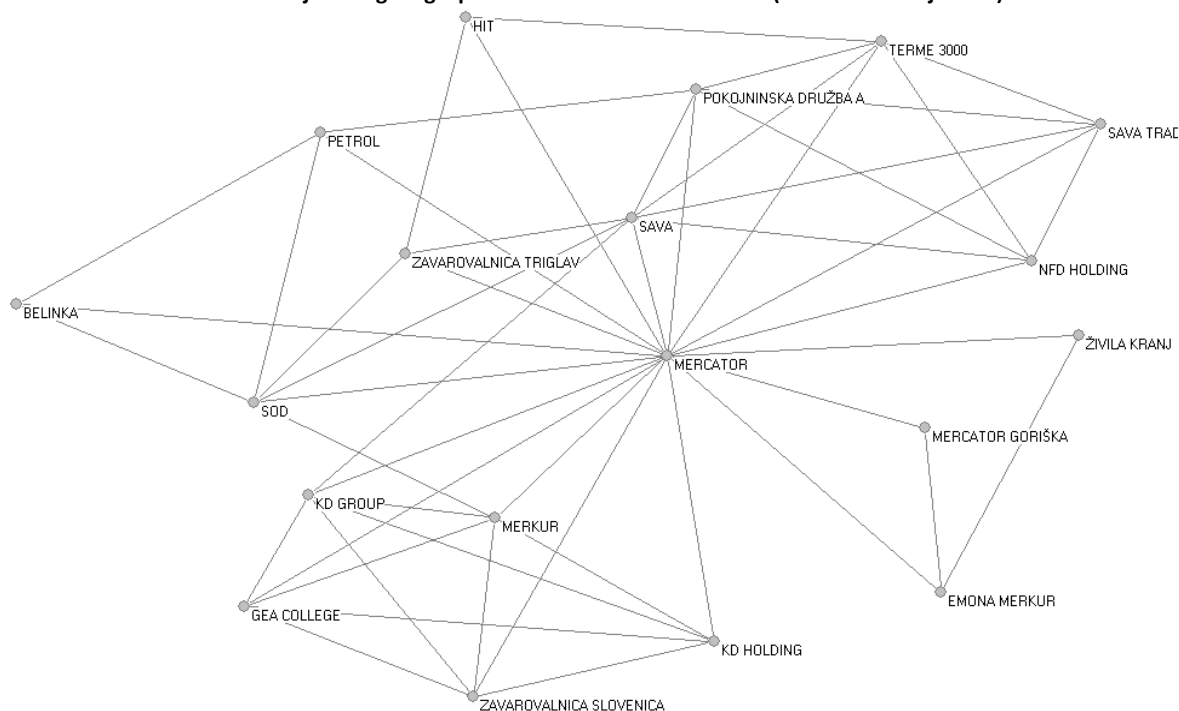 HIT
TERME 3000
POKOJNINSKA DRUŽBA A
SAVA TRAD
PETROL
SAVA
ZAVAROVALNICA TRIGLAV
NFD HOLDING
BELINKA
ŽIVILA KRANJ
MERCATOR
SOD
MERCATOR GORIŠKA
KD GROUP
MERKUR
EMONA MERKUR
GEA COLLEGE
KD HOLDING
ZAVAROVALNICA SLOVENICA